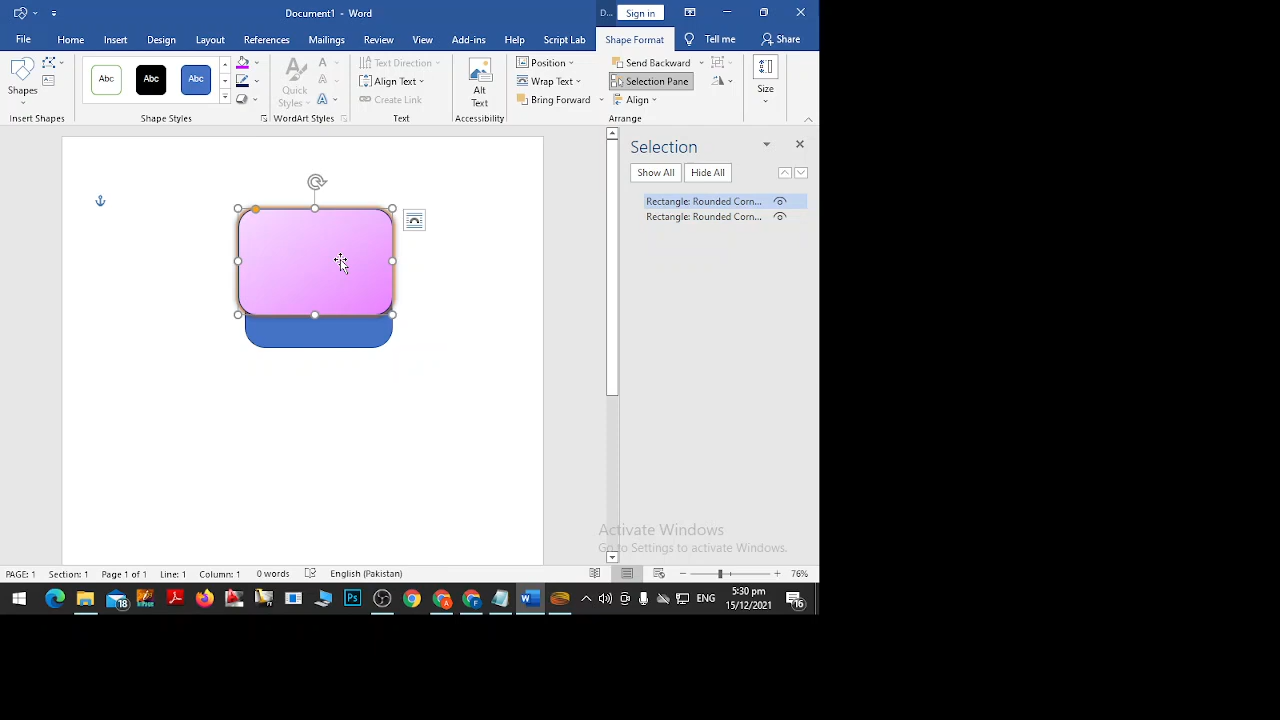 Document1 - Word
D... Sign in
File Home Insert Design Layout References Mailings Review View Add-ins Help Script Lab Shape Format Tell me Share
Shapes
Abc Abc Abc
Quick Styles
Text Direction
Align Text
Create Link
Alt Text
Position
Wrap Text
Bring Forward
Send Backward
Selection Pane
Align
Size
Insert Shapes Shape Styles WordArt Styles Text Accessibility Arrange
Selection
Show All Hide All
Rectangle: Rounded Corn...
Rectangle: Rounded Corn...
Activate Windows
Go to Settings to activate Windows.
PAGE: 1 Section: 1 Page 1 of 1 Line: 1 Column: 1 0 words English (Pakistan) 76%
18 Ps W ENG 5:30 pm
15/12/2021 16